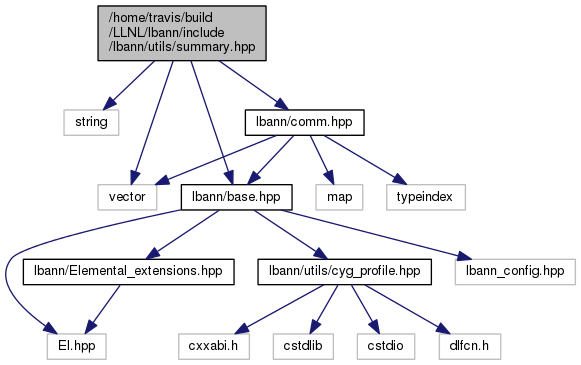 /home/travis/build
/LLNL/lbann/include
/lbann/utils/summary.hpp
string
lbann/comm.hpp
vector
lbann/base.hpp
map
typeindex
lbann/Elemental_extensions.hpp
lbann/utils/cyg_profile.hpp
lbann_config.hpp
El.hpp
cxxabi.h
cstdlib
cstdio
dlfcn.h